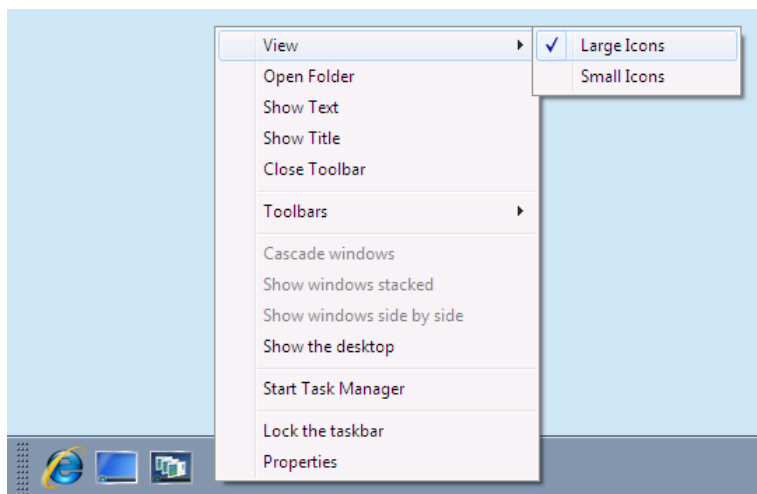 View
Large Icons
Small Icons
Open Folder
Show Text
Show Title
Close Toolbar
Toolbars
Cascade windows
Show windows stacked
Show windows side by side
Show the desktop
Start Task Manager
Lock the taskbar
Properties